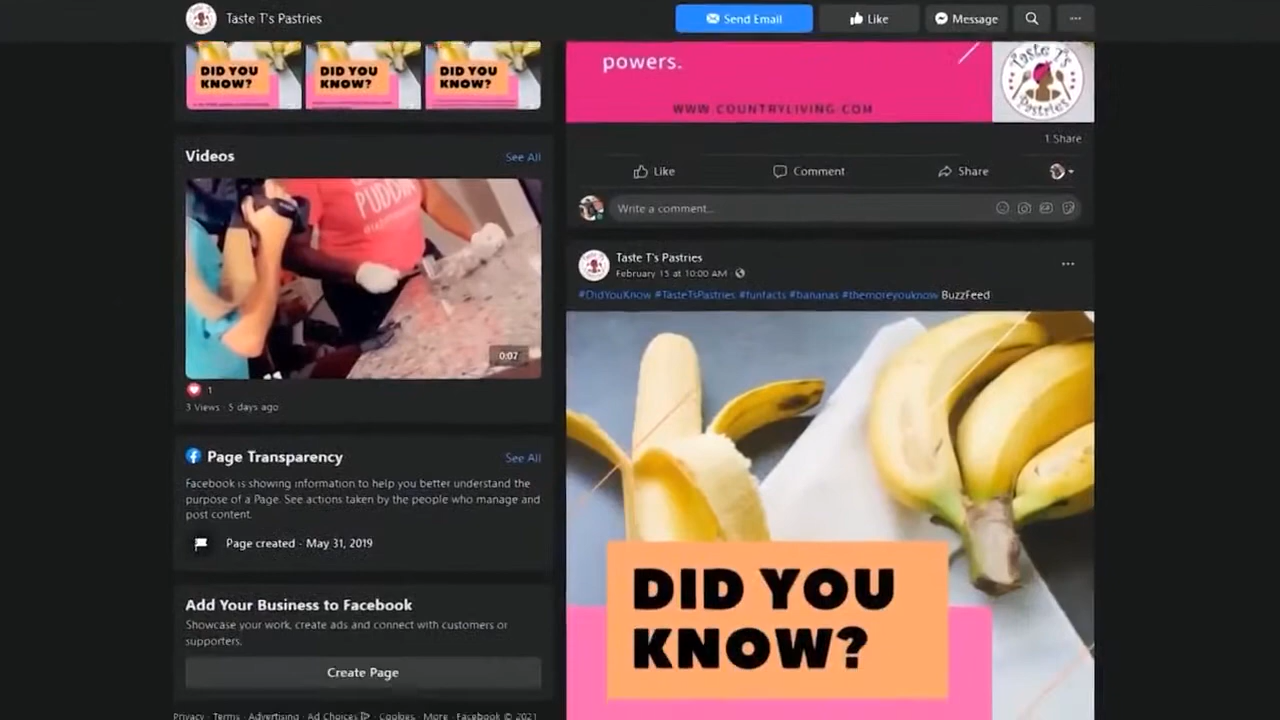 Taste T's Pastries
Send Email
Like
Message
DID YOU
KNOW?
DID YOU
KNOW?
DID YOU
KNOW?
Videos
See All
PUDDIN
0:07
1
3 Views · 5 days ago
Page Transparency
See All
Facebook is showing information to help you better understand the
purpose of a Page. See actions taken by the people who manage and
post content.
Page created - May 31, 2019
Add Your Business to Facebook
Showcase your work, create ads and connect with customers or
supporters.
Create Page
Privacy · Terms · Advertising · Ad Choices · Cookies · More · Facebook © 2021
powers.
WWW.COUNTRYLIVING.COM
Taste T's
Pastries
1 Share
Like
Comment
Share
Write a comment...
Taste T's Pastries
February 15 at 10:00 AM ·
#DidYouKnow #TasteTsPastries #funfacts #bananas #themoreyouknow BuzzFeed
DID YOU
KNOW?